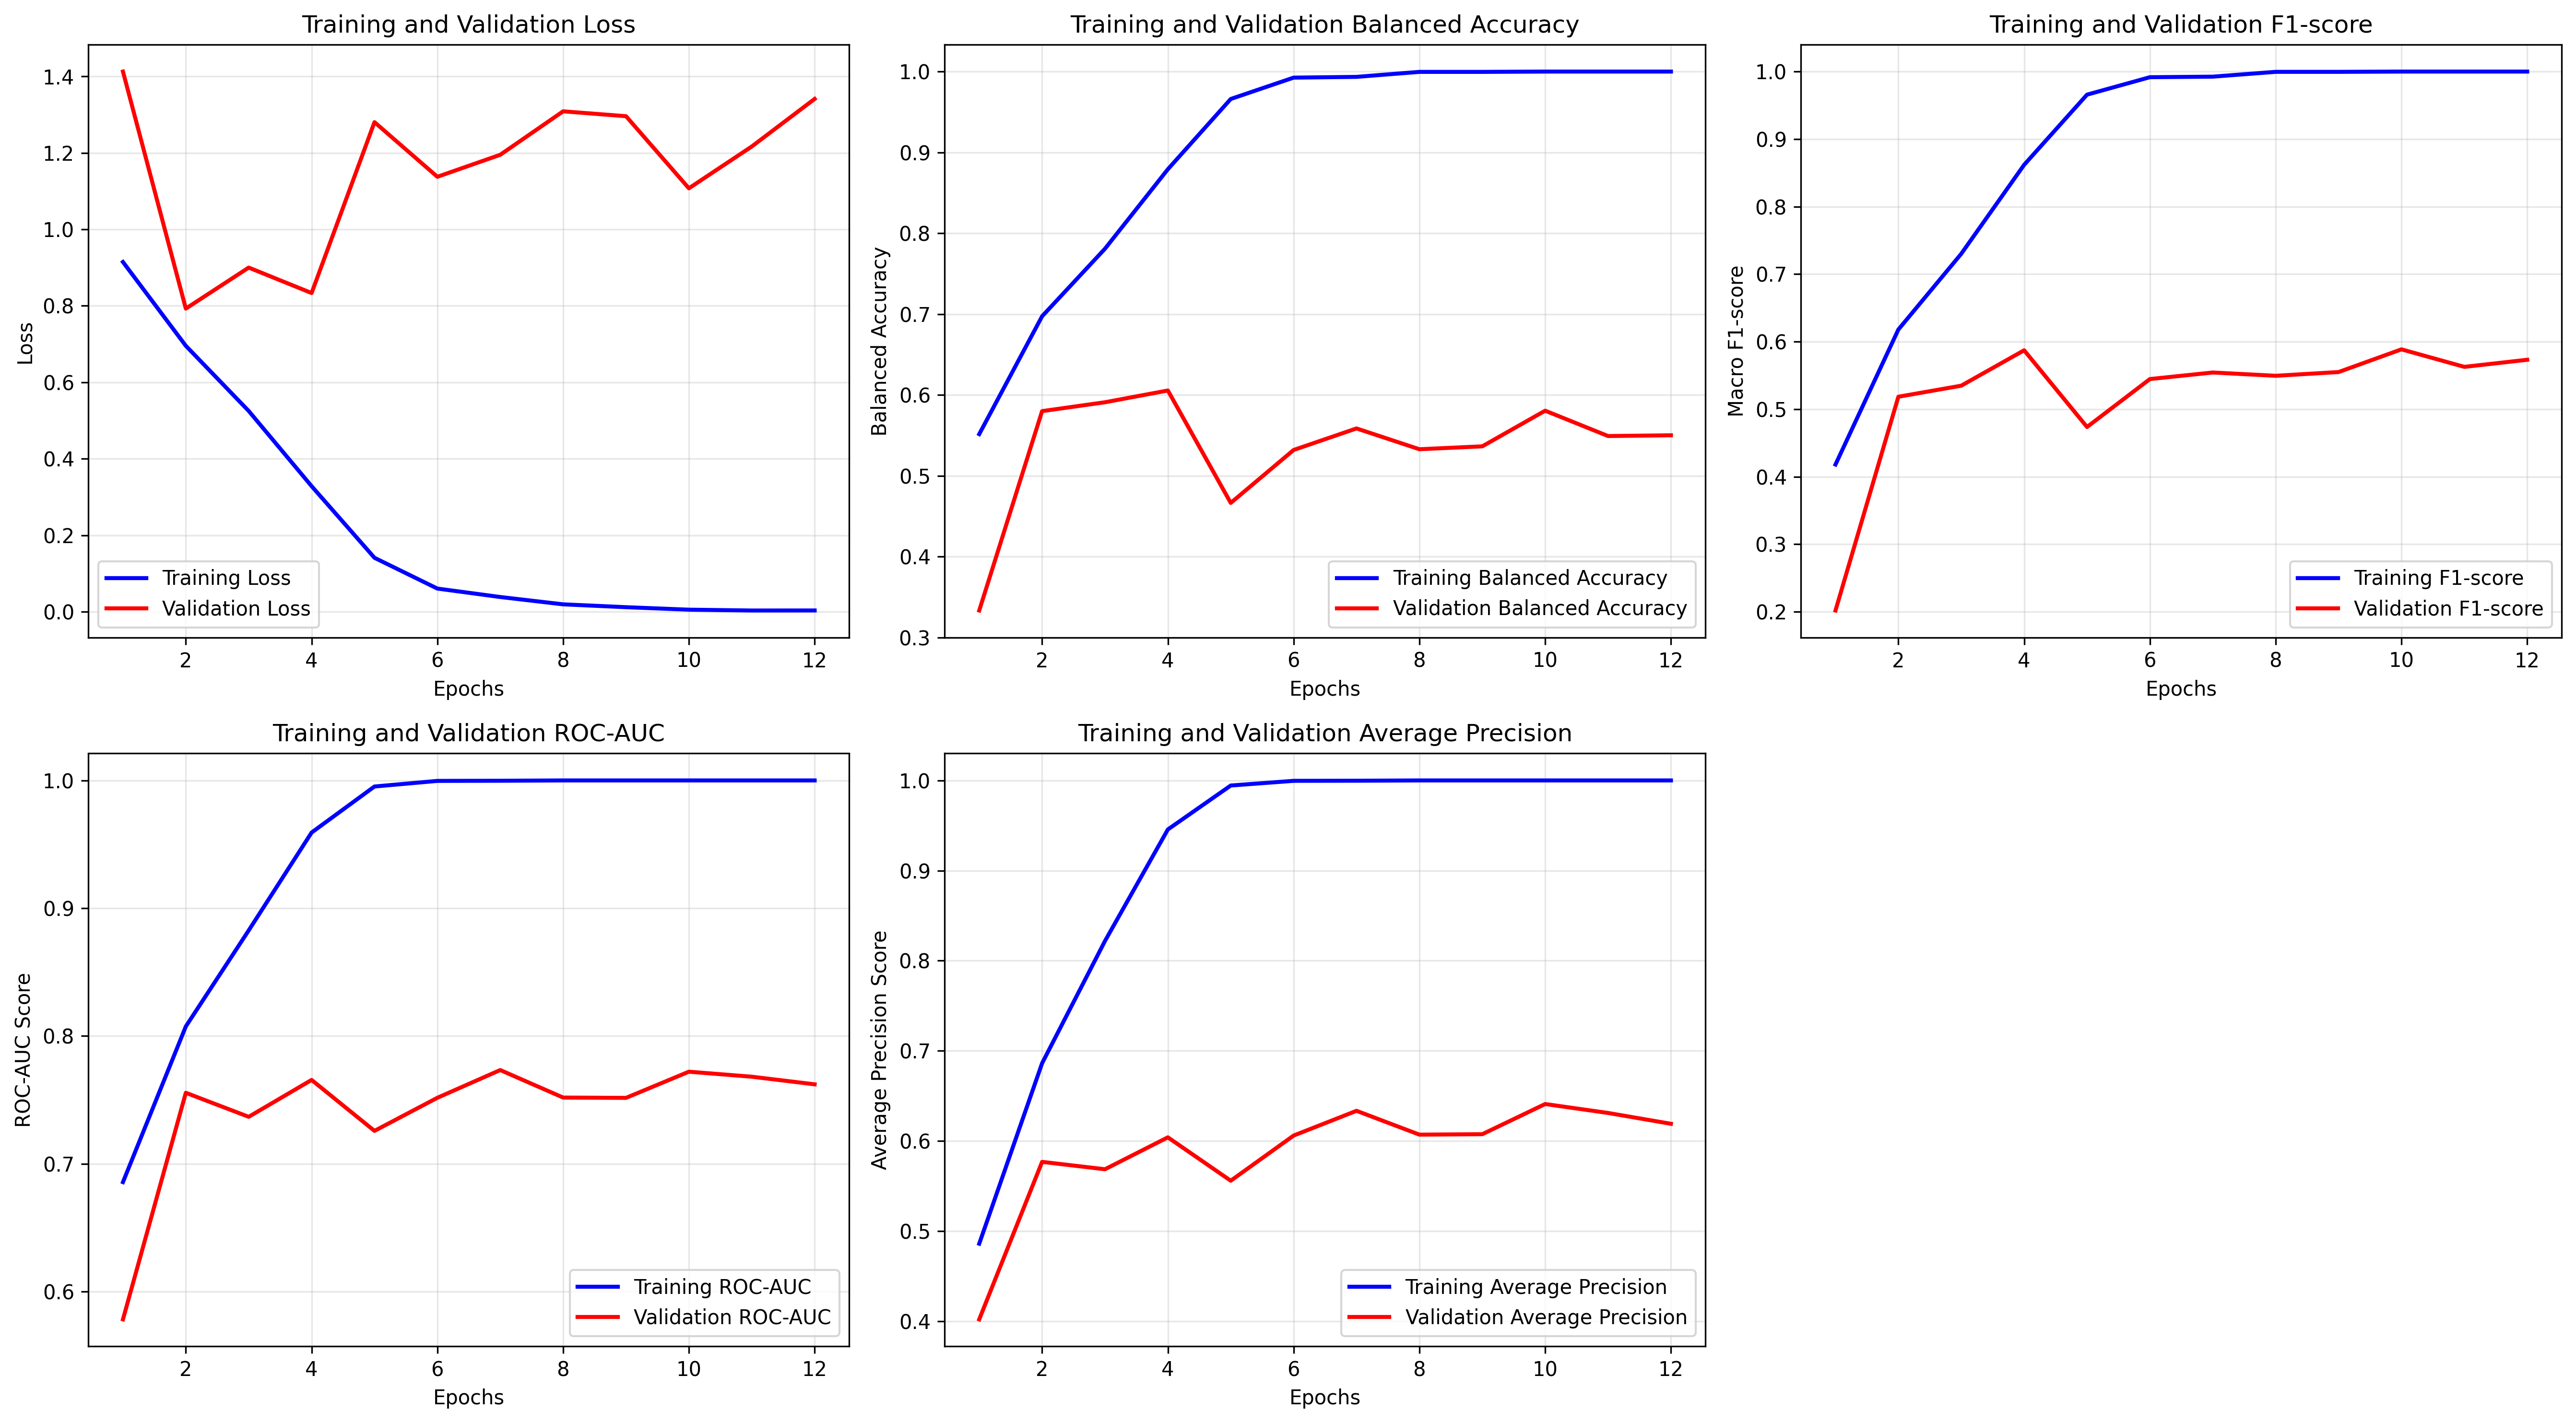 Training and Validation Loss
Loss
1.4
1.2
1.0
0.8
0.6
0.4
0.2
0.0
Training Loss
Validation Loss
2 4 6 8 10 12
Epochs
Training and Validation Balanced Accuracy
Balanced Accuracy
1.0
0.9
0.8
0.7
0.6
0.5
0.4
0.3
Training Balanced Accuracy
Validation Balanced Accuracy
2 4 6 8 10 12
Epochs
Training and Validation F1-score
Macro F1-score
1.0
0.9
0.8
0.7
0.6
0.5
0.4
0.3
0.2
Training F1-score
Validation F1-score
2 4 6 8 10 12
Epochs
Training and Validation ROC-AUC
ROC-AUC Score
1.0
0.9
0.8
0.7
0.6
Training ROC-AUC
Validation ROC-AUC
2 4 6 8 10 12
Epochs
Training and Validation Average Precision
Average Precision Score
1.0
0.9
0.8
0.7
0.6
0.5
0.4
Training Average Precision
Validation Average Precision
2 4 6 8 10 12
Epochs